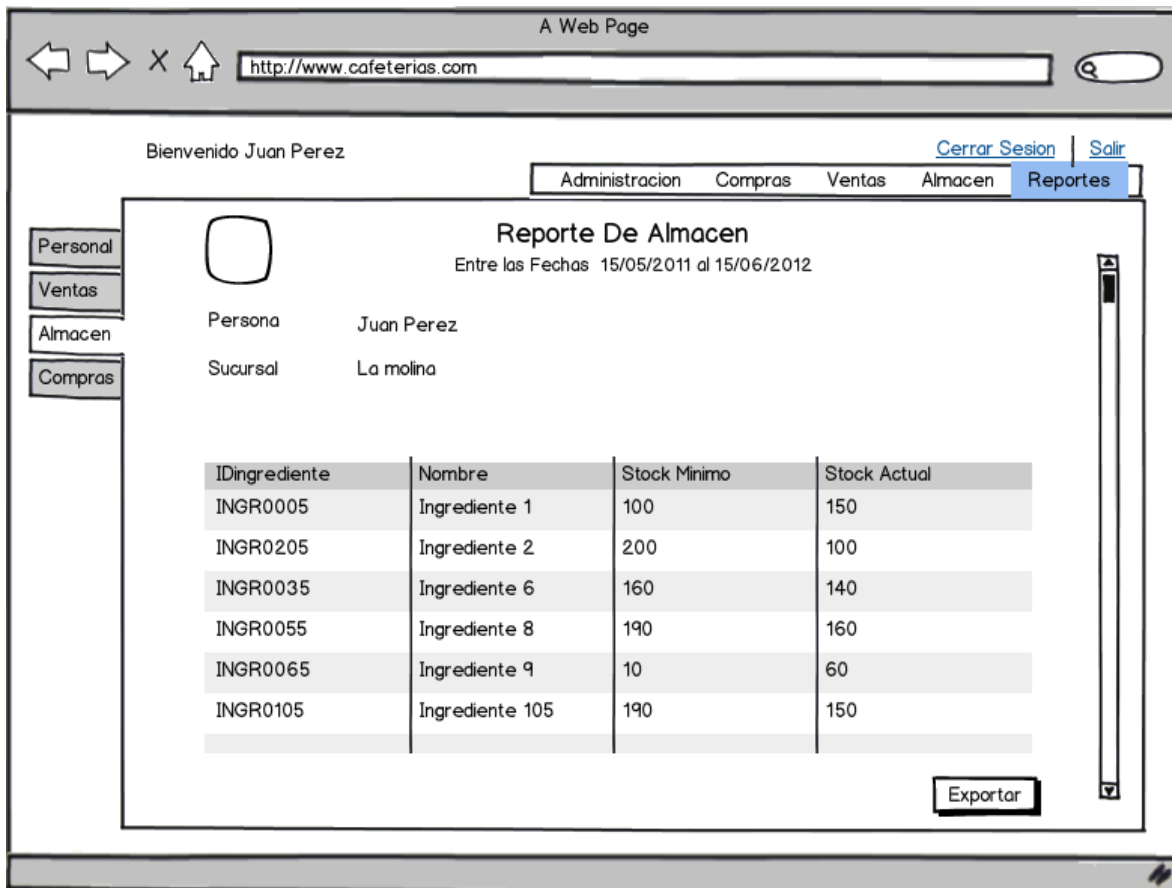 A Web Page
http://www.cafeterias.com
Bienvenido Juan Perez
Cerrar Sesion Salir
Administracion Compras Ventas Almacen Reportes
Personal
Ventas
Almacen
Compras
Reporte De Almacen
Entre las Fechas 15/05/2011 al 15/06/2012
Persona Juan Perez
Sucursal La molina
IDingrediente Nombre Stock Minimo Stock Actual
INGR0005 Ingrediente 1 100 150
INGR0205 Ingrediente 2 200 100
INGR0035 Ingrediente 6 160 140
INGR0055 Ingrediente 8 190 160
INGR0065 Ingrediente 9 10 60
INGR0105 Ingrediente 105 190 150
Exportar